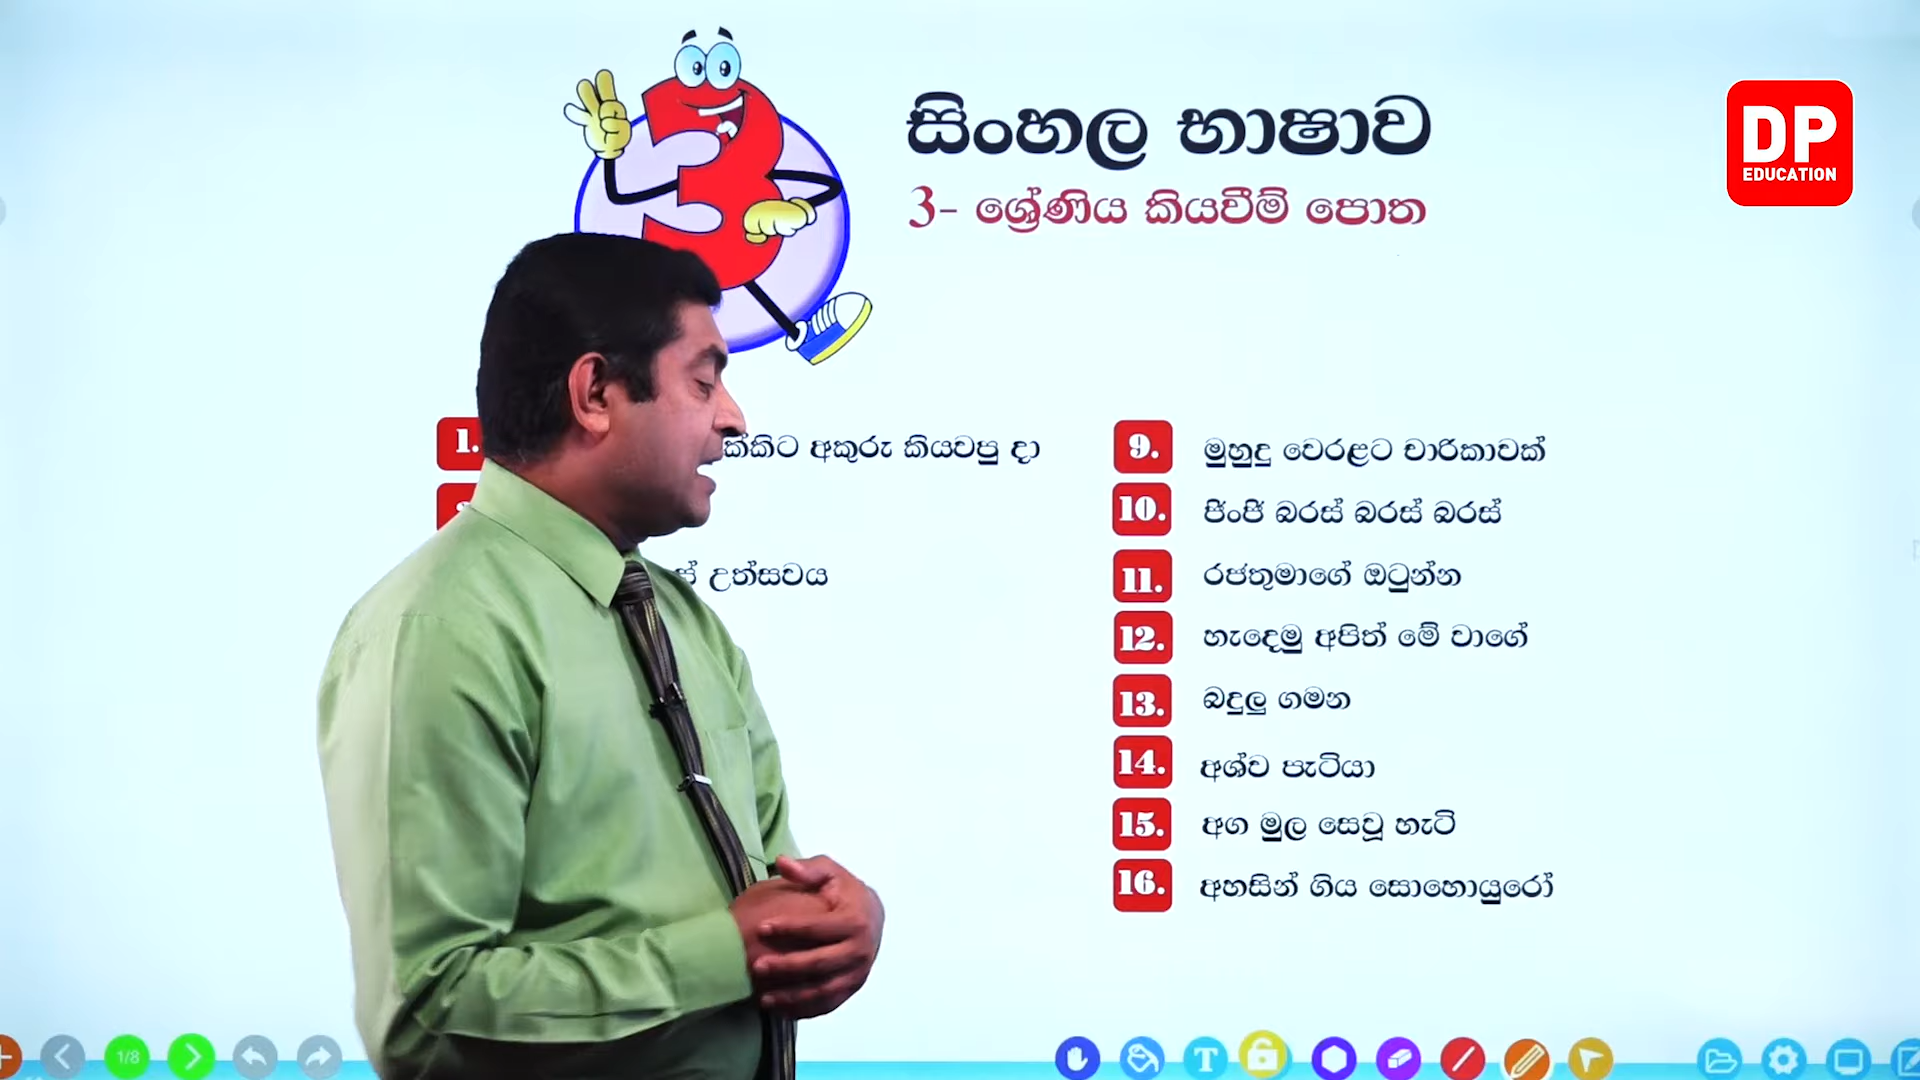 සිංහල භාෂාව
3- ශ්‍රේණිය කියවීම් පොත
DP
EDUCATION
1.
අකුරු කියවපු දා
උත්සවය
9. මුහුදු වෙරළට චාරිකාවක්
10. ජිංජි බරස් බරස් බරස්
11. රජතුමාගේ ඔටුන්න
12. හැදෙමු අපිත් මේ වාගේ
13. බදුලු ගමන
14. අශ්ව පැටියා
15. අග මුල සෙවූ හැටි
16. අහසින් ගිය සොහොයුරෝ
1/8
T